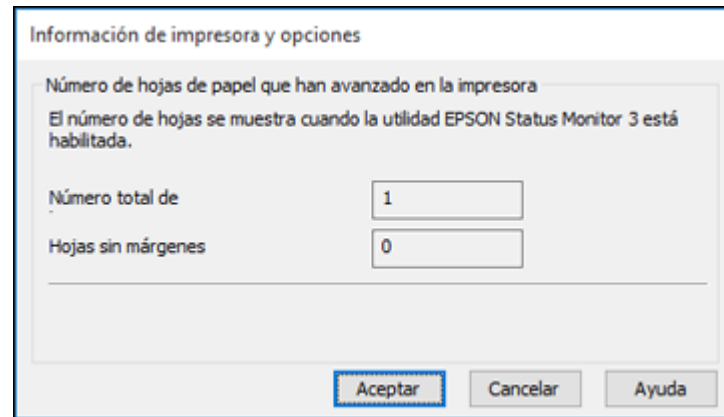 Información de impresora y opciones
Número de hojas de papel que han avanzado en la impresora
El número de hojas se muestra cuando la utilidad EPSON Status Monitor 3 está
habilitada.
Número total de
1
Hojas sin márgenes
0
Aceptar
Cancelar
Ayuda